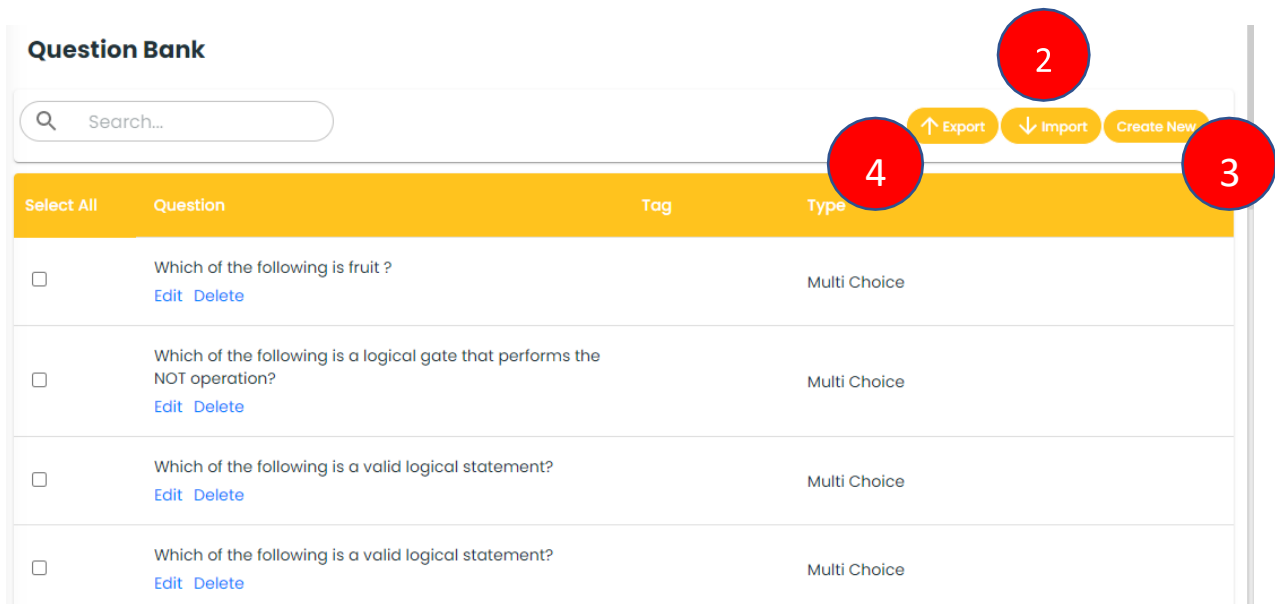 Question Bank
2
Search...
Export
Import
Create New
4
3
Select All
Question
Tag
Type
Which of the following is fruit ?
Edit Delete
Multi Choice
Which of the following is a logical gate that performs the
NOT operation?
Edit Delete
Multi Choice
Which of the following is a valid logical statement?
Edit Delete
Multi Choice
Which of the following is a valid logical statement?
Edit Delete
Multi Choice